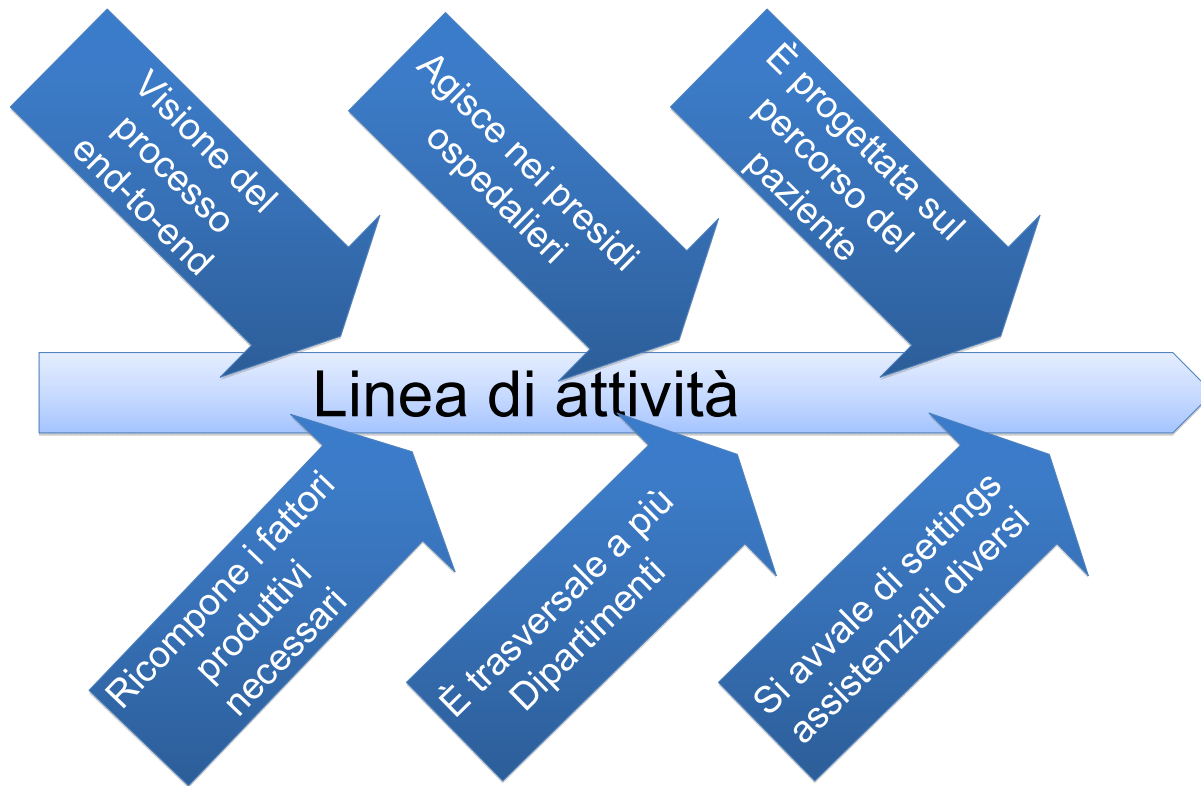 Visione del
processo
end-to-end
Agisce nei presidi
ospedalieri
È progettata sul
percorso del
paziente
Linea di attività
Ricompone i fattori
produttivi
necessari
È trasversale a più
Dipartimenti
Si avvale di settings
assistenziali diversi